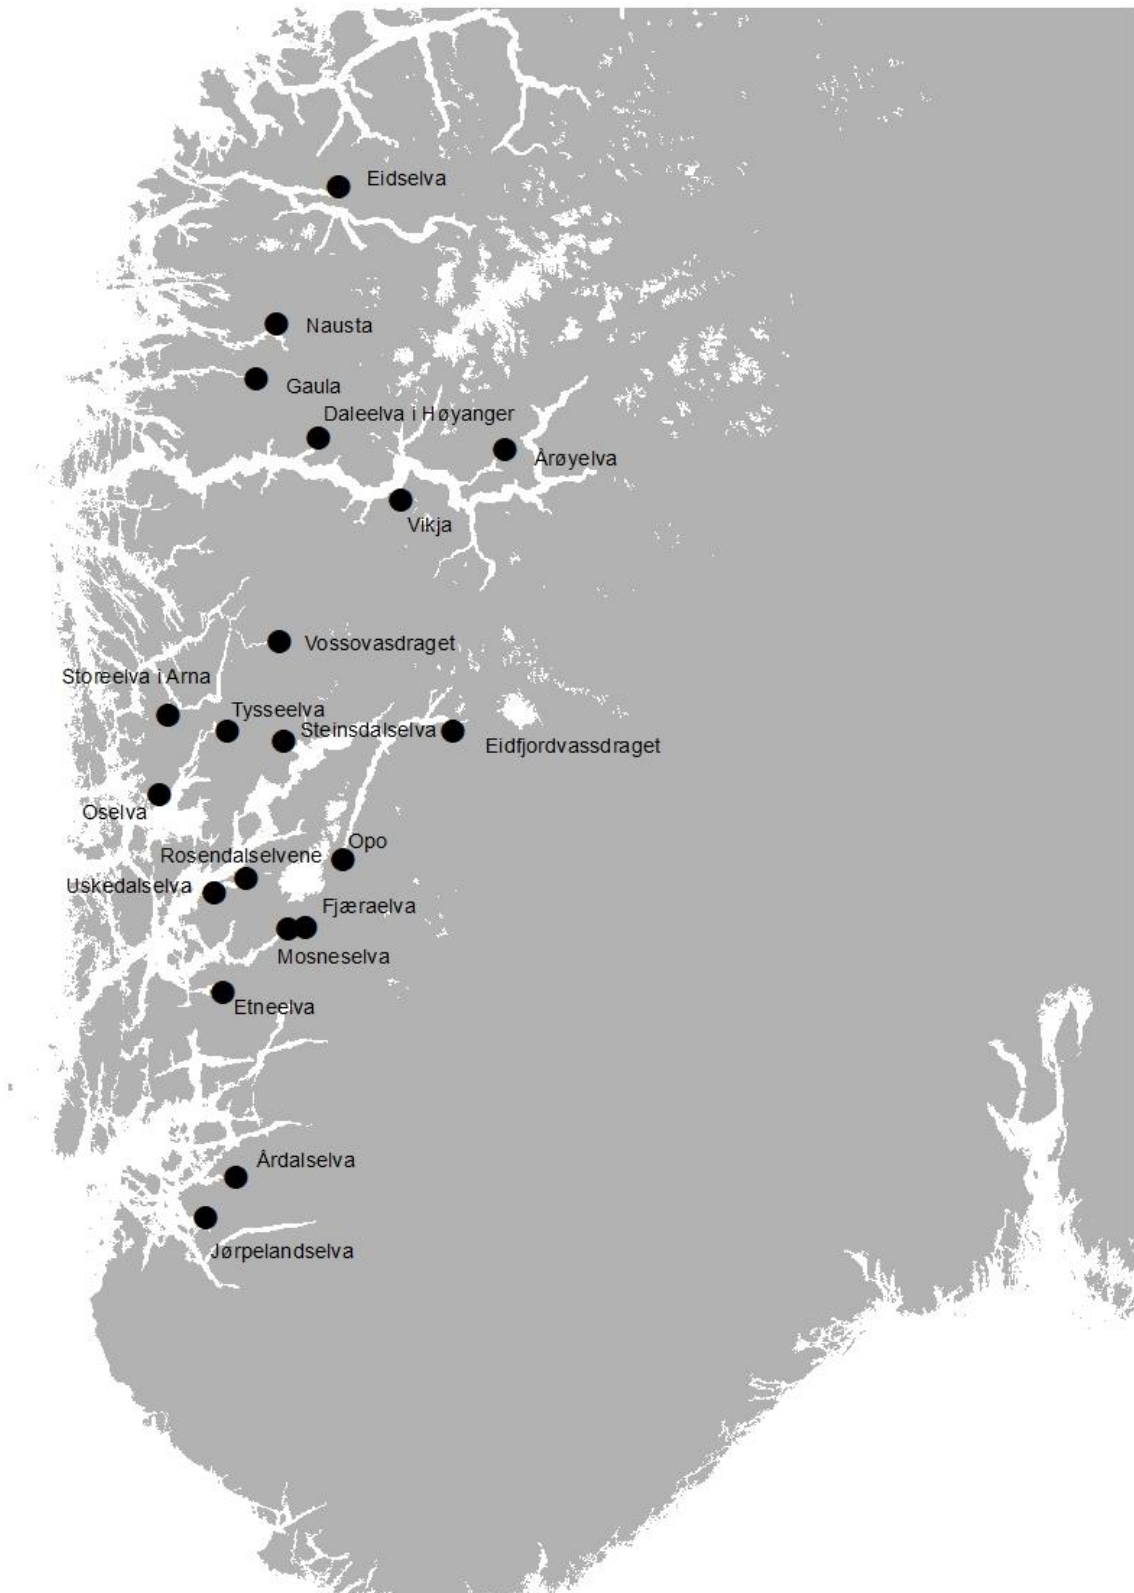 Eidselva
Nausta
Gaula
Daleelva i Høyanger
Årøyelva
Vikja
Vossovasdraget
Storeelva i Arna
Tysseelva
Steinsdalselva
Eidfjordvassdraget
Oselva
Opo
Rosendalselvene
Uskedalselva
Fjæraelva
Mosneselva
Etneelva
Årdalselva
Jørpelandselva